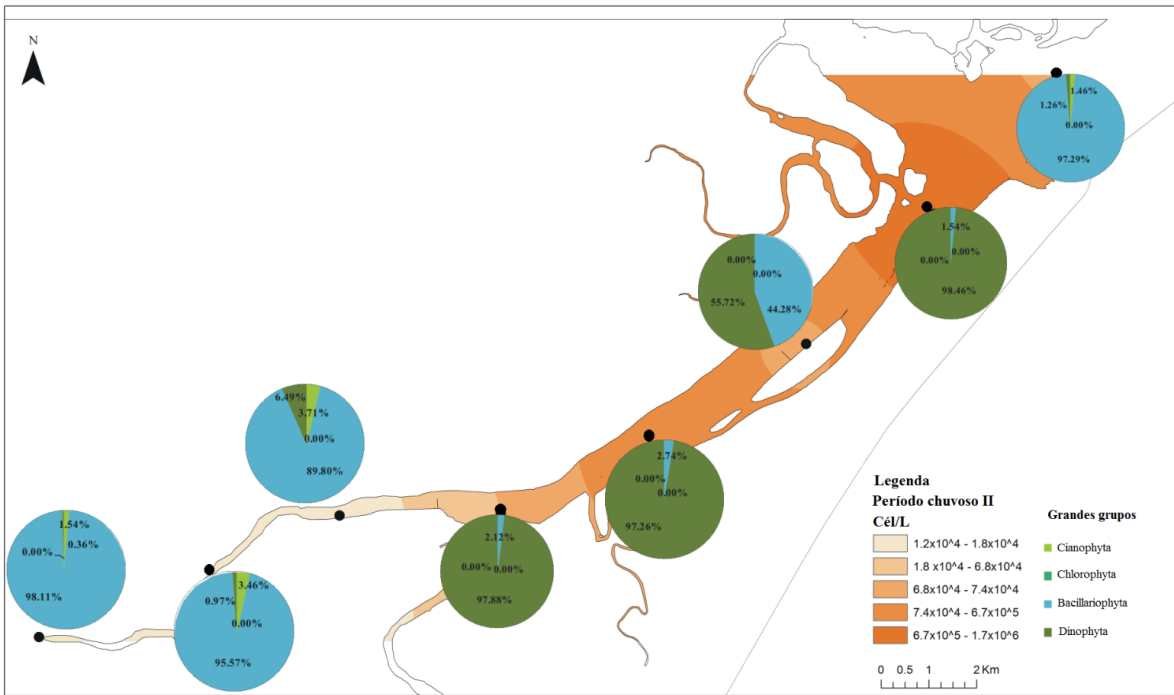 N
1.46%
1.26%
0.00%
97.29%
1.54%
0.00%
0.00%
98.46%
0.00%
0.00%
55.72%
44.28%
6.49%
3.71%
0.00%
89.80%
2.74%
0.00%
0.00%
97.26%
1.54%
0.00%
0.36%
98.11%
2.12%
0.00%
0.00%
97.88%
3.46%
0.97%
0.00%
95.57%
Legenda
Período chuvoso II
Cél/L
1.2x10^4 - 1.8x10^4
1.8 x10^4 - 6.8x10^4
6.8x10^4 - 7.4x10^4
7.4x10^4 - 6.7x10^5
6.7x10^5 - 1.7x10^6
Grandes grupos
Cianophyta
Chlorophyta
Bacillariophyta
Dinophyta
0 0.5 1 2 Km